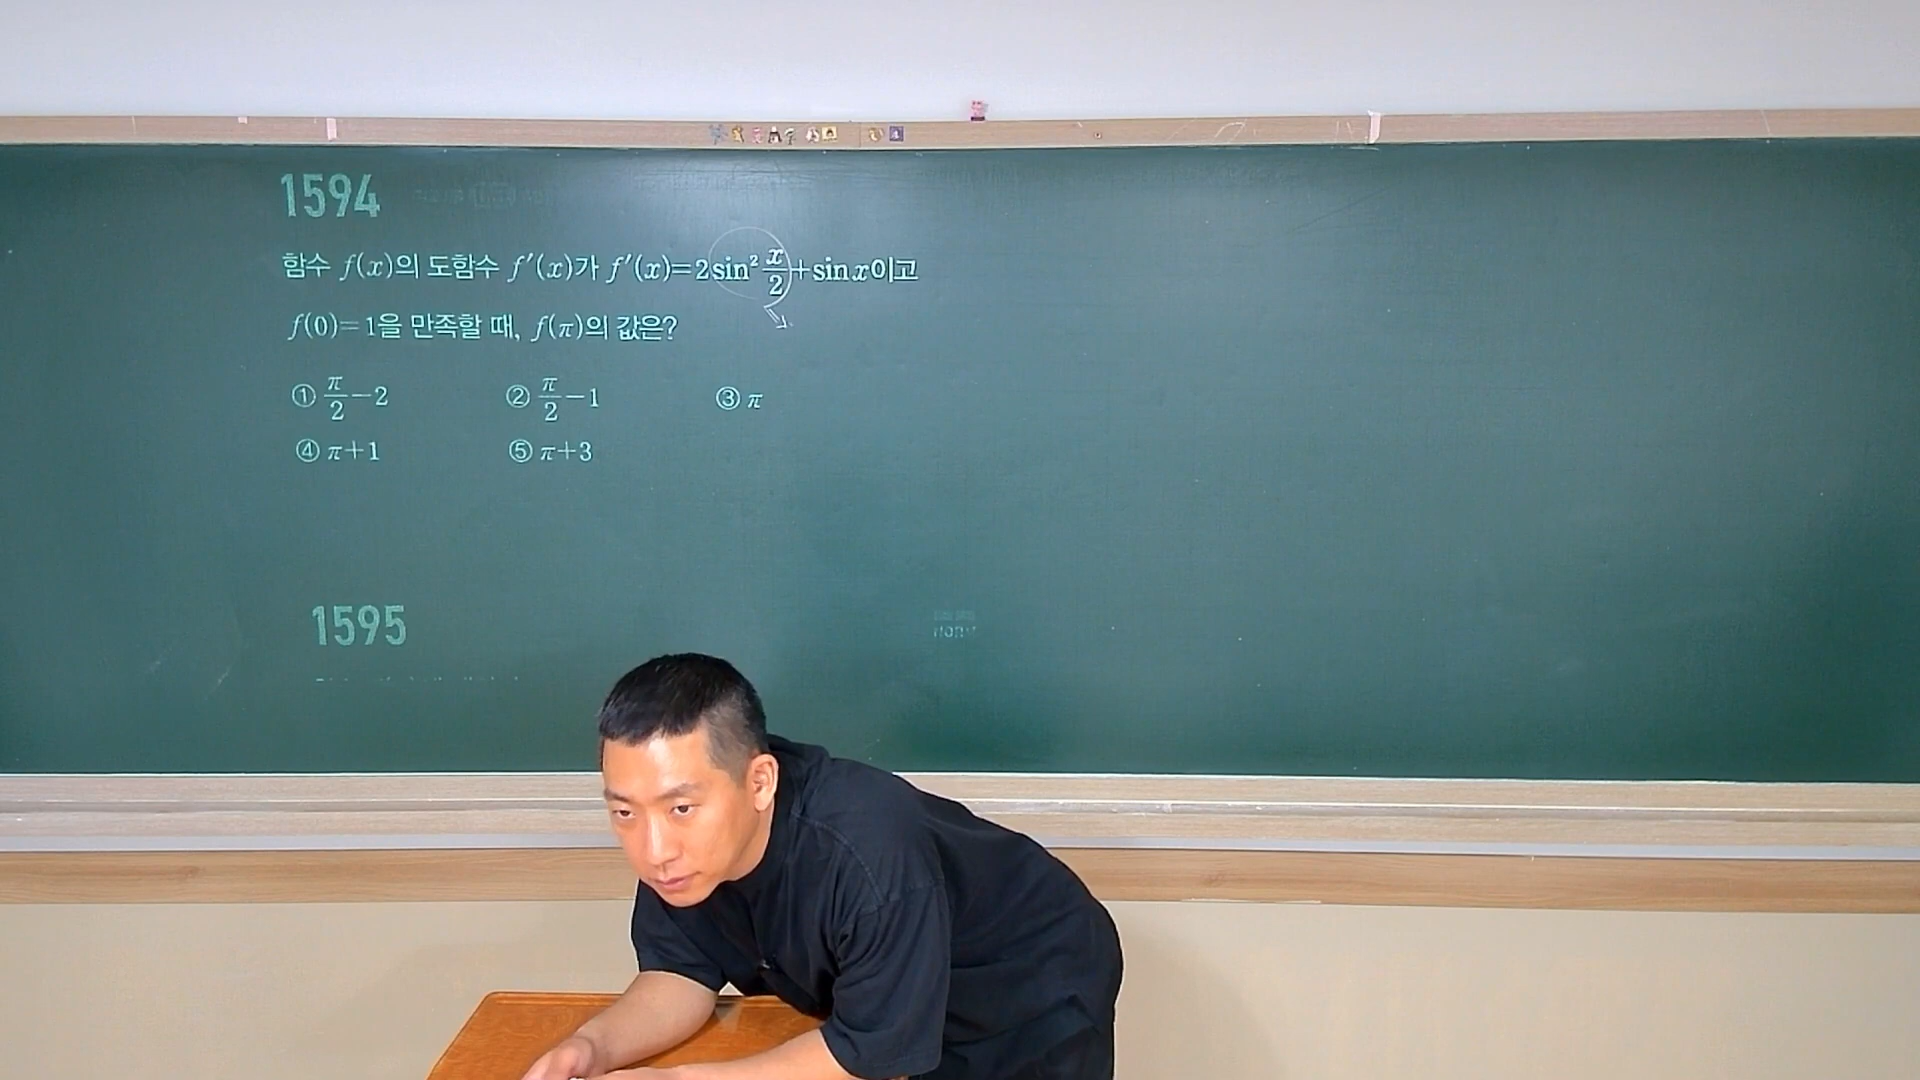 1594
함수 f(x)의 도함수 f′(x)가 f′(x)=2sin² x/2+sin x이고
f(0)=1을 만족할 때, f(π)의 값은?
① π/2−2 ② π/2−1 ③ π
④ π+1 ⑤ π+3
1595